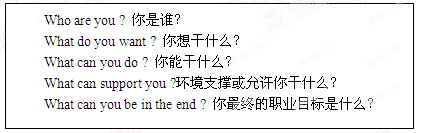 Who are you ? 你是谁?
What do you want ? 你想干什么?
What can you do ? 你能干什么?
What can support you ?环境支撑或允许你干什么?
What can you be in the end ? 你最终的职业目标是什么?